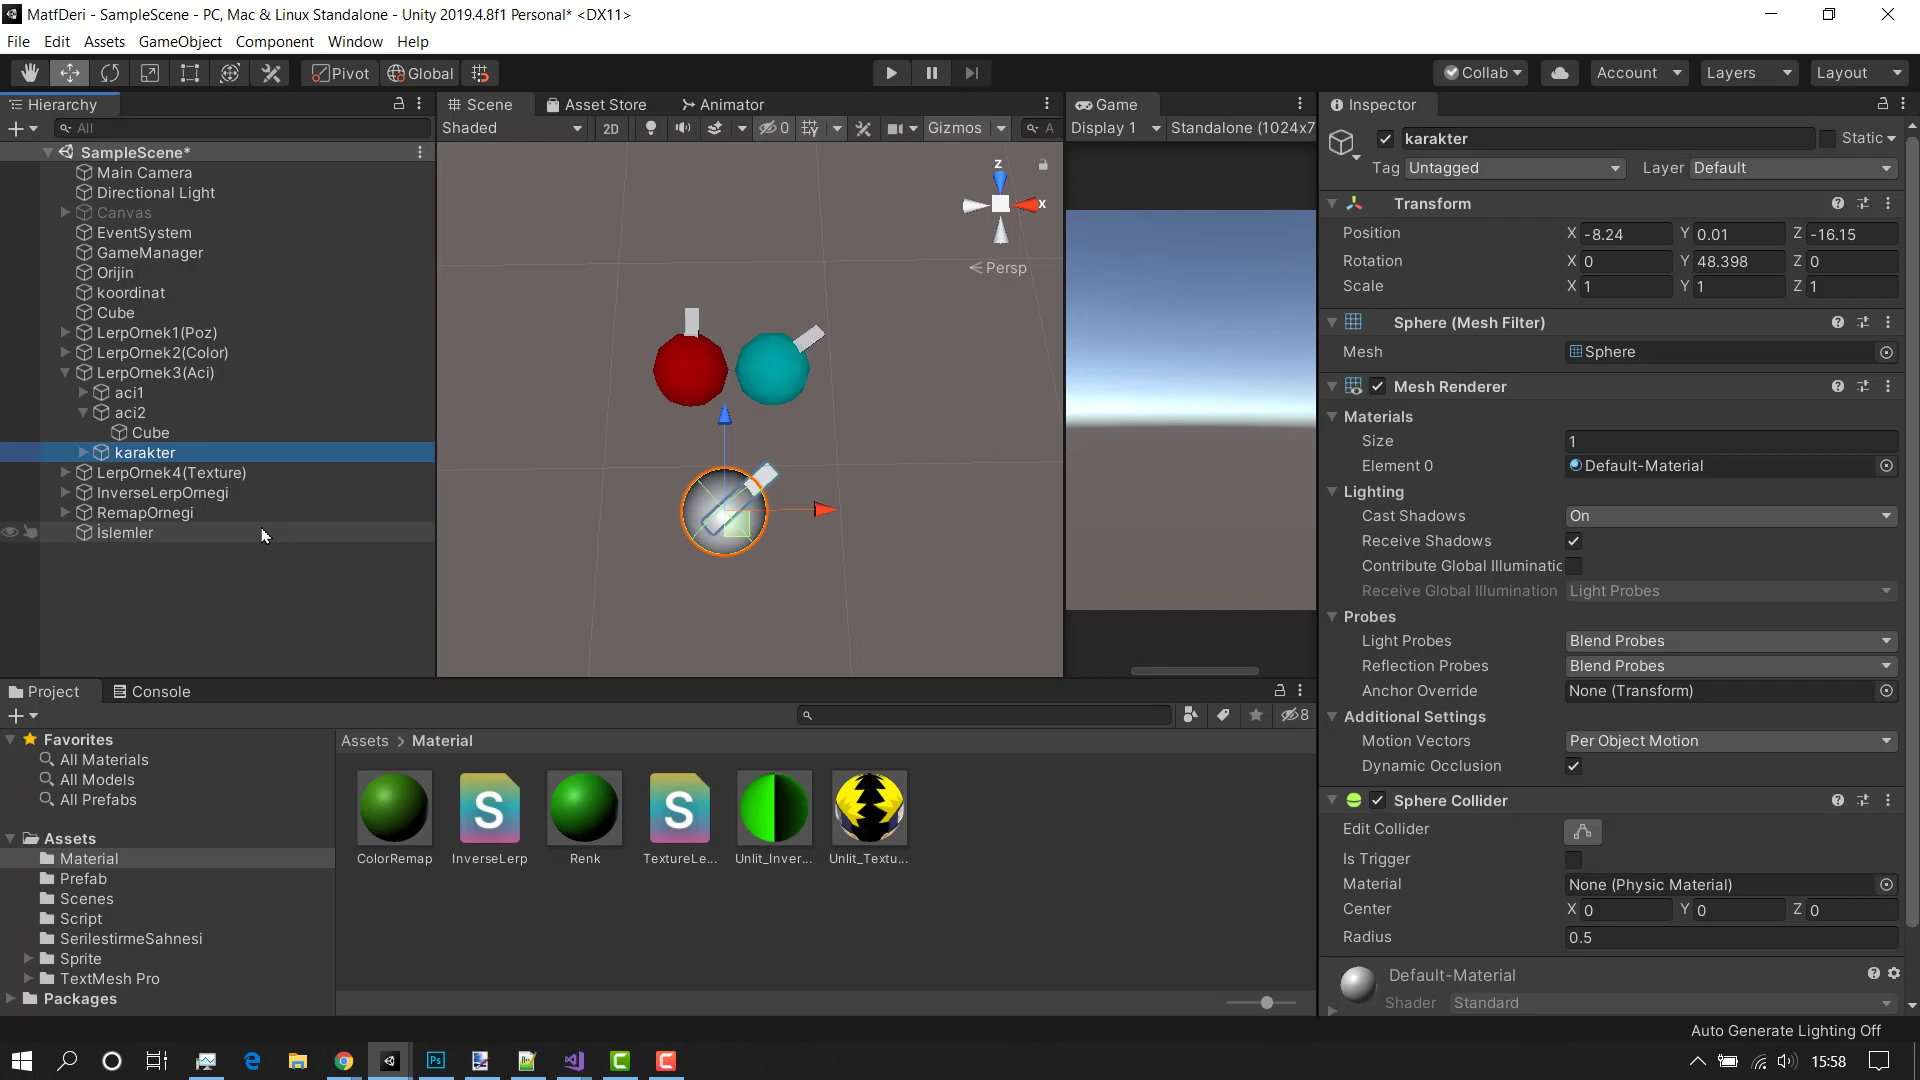 MatfDeri - SampleScene - PC, Mac & Linux Standalone - Unity 2019.4.8f1 Personal* <DX11>
File Edit Assets GameObject Component Window Help
Pivot Global Collab Account Layers Layout
Hierarchy
All
SampleScene*
Main Camera
Directional Light
Canvas
EventSystem
GameManager
Orijin
koordinat
Cube
LerpOrnek1(Poz)
LerpOrnek2(Color)
LerpOrnek3(Aci)
aci1
aci2
Cube
karakter
LerpOrnek4(Texture)
InverseLerpOrnegi
RemapOrnegi
İslemler
Scene Asset Store Animator
Shaded 2D 0 Gizmos A
z
x
Persp
Game
Display 1 Standalone (1024x7
Inspector
karakter Static
Tag Untagged Layer Default
Transform
Position X -8.24 Y 0.01 Z -16.15
Rotation X 0 Y 48.398 Z 0
Scale X 1 Y 1 Z 1
Sphere (Mesh Filter)
Mesh Sphere
Mesh Renderer
Materials
Size 1
Element 0 Default-Material
Lighting
Cast Shadows On
Receive Shadows
Contribute Global Illuminatic
Receive Global Illumination Light Probes
Probes
Light Probes Blend Probes
Reflection Probes Blend Probes
Anchor Override None (Transform)
Additional Settings
Motion Vectors Per Object Motion
Dynamic Occlusion
Sphere Collider
Edit Collider
Is Trigger
Material None (Physic Material)
Center X 0 Y 0 Z 0
Radius 0.5
Default-Material
Shader Standard
Project Console
8
Favorites
All Materials
All Models
All Prefabs
Assets
Material
Prefab
Scenes
Script
SerilestirmeSahnesi
Sprite
TextMesh Pro
Packages
Assets > Material
S S
ColorRemap InverseLerp Renk TextureLe... Unlit_Inver... Unlit_Textu...
Auto Generate Lighting Off
Ps
C C
15:58